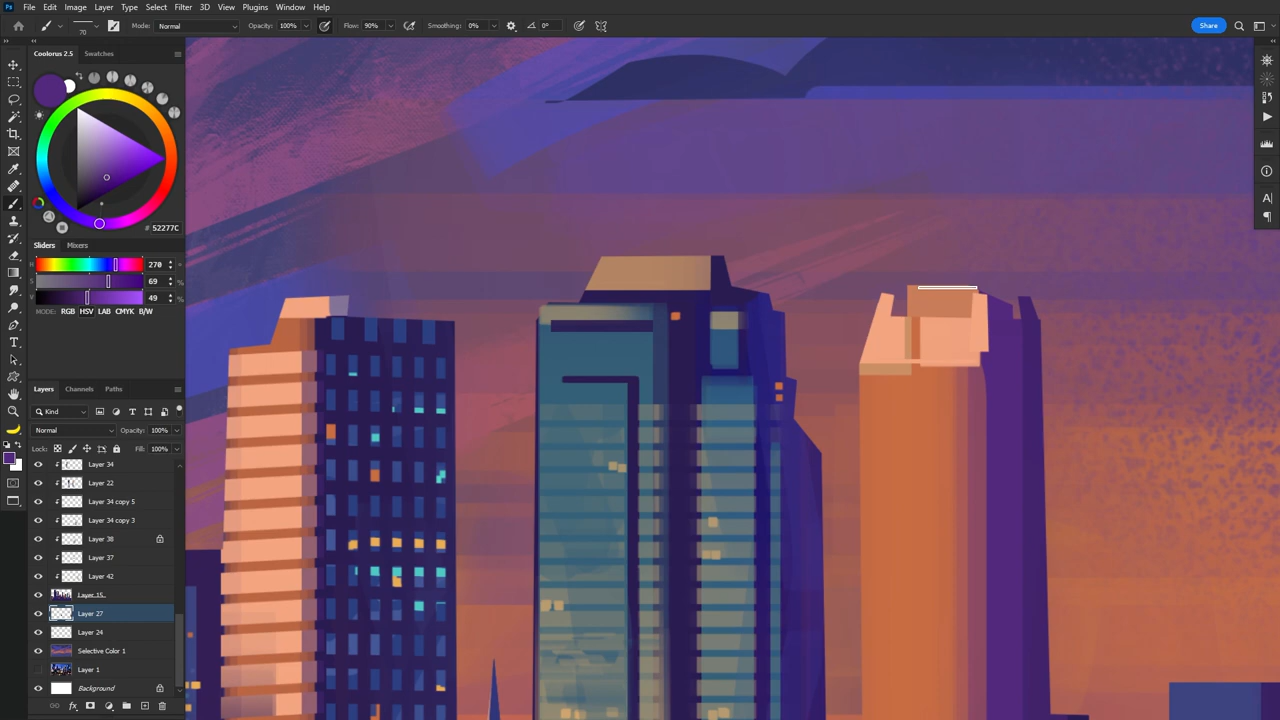 Ps File Edit Image Layer Type Select Filter 3D View Plugins Window Help
70 Mode: Normal Opacity: 100% Flow: 90% Smoothing: 0% 0° Share
Coolorus 2.5 Swatches
# 52277C
Sliders Mixers
H 270 °
S 69 %
V 49 %
MODE: RGB HSV LAB CMYK B/W
Layers Channels Paths
Kind
Normal Opacity: 100%
Lock: Fill: 100%
Layer 34
Layer 22
Layer 34 copy 5
Layer 34 copy 3
Layer 38
Layer 37
Layer 42
Layer 15
Layer 27
Layer 24
Selective Color 1
Layer 1
Background
fx